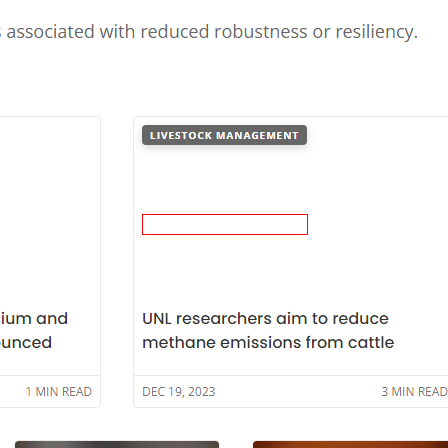 associated with reduced robustness or resiliency.
LIVESTOCK MANAGEMENT
ium and
ounced
UNL researchers aim to reduce
methane emissions from cattle
1 MIN READ
DEC 19, 2023
3 MIN READ